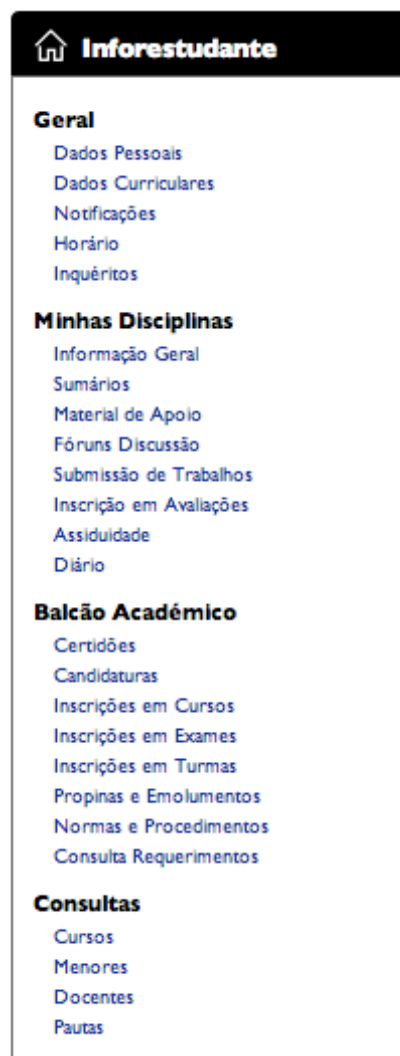 Inforestudante
Geral
Dados Pessoais
Dados Curriculares
Notificações
Horário
Inquéritos
Minhas Disciplinas
Informação Geral
Sumários
Material de Apoio
Fóruns Discussão
Submissão de Trabalhos
Inscrição em Avaliações
Assiduidade
Diário
Balcão Académico
Certidões
Candidaturas
Inscrições em Cursos
Inscrições em Exames
Inscrições em Turmas
Propinas e Emolumentos
Normas e Procedimentos
Consulta Requerimentos
Consultas
Cursos
Menores
Docentes
Pautas